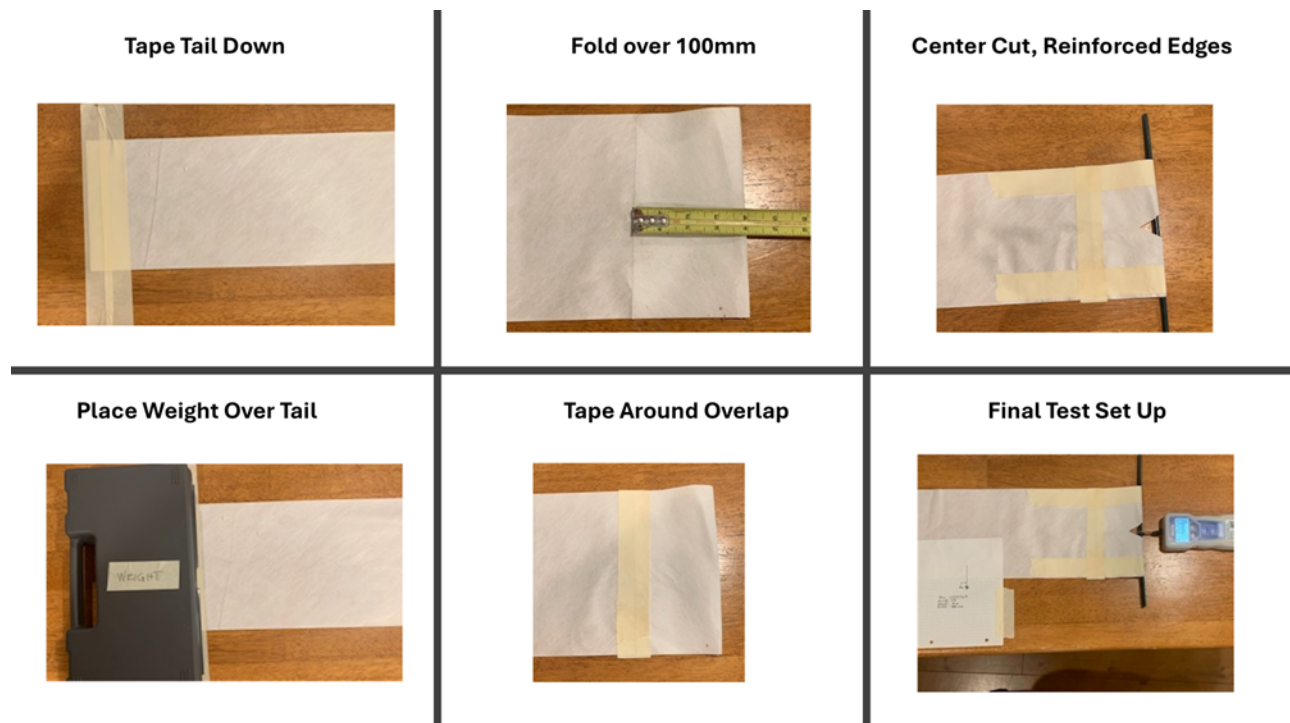 Tape Tail Down
Fold over 100mm
Center Cut, Reinforced Edges
Place Weight Over Tail
WEIGHT
Tape Around Overlap
Final Test Set Up